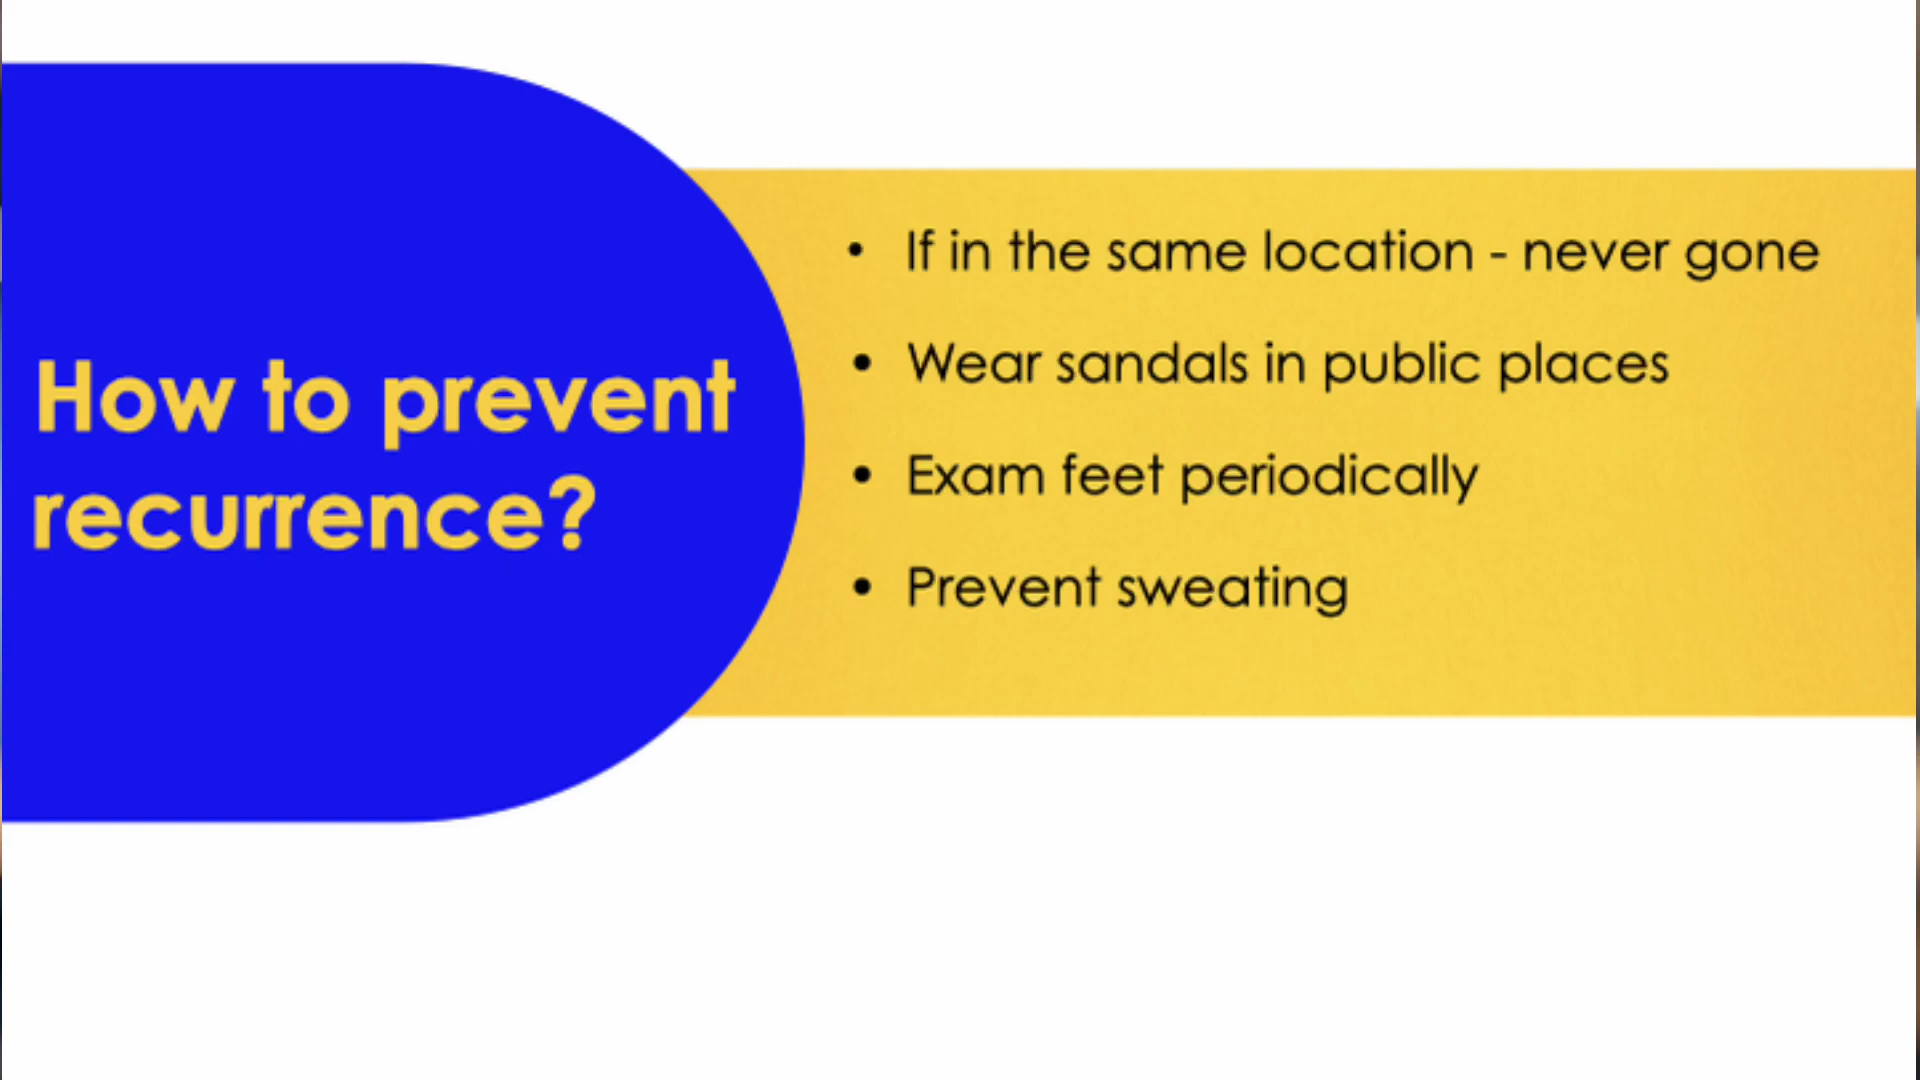 How to prevent
recurrence?
• If in the same location - never gone
• Wear sandals in public places
• Exam feet periodically
• Prevent sweating